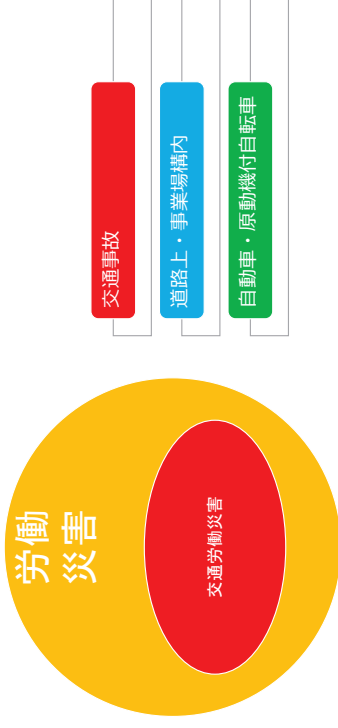 労働
災害
交通労働災害
交通事故
道路上・事業場構内
自動車・原動機付自転車